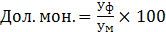 Дол. мон. = Уф/Ум × 100